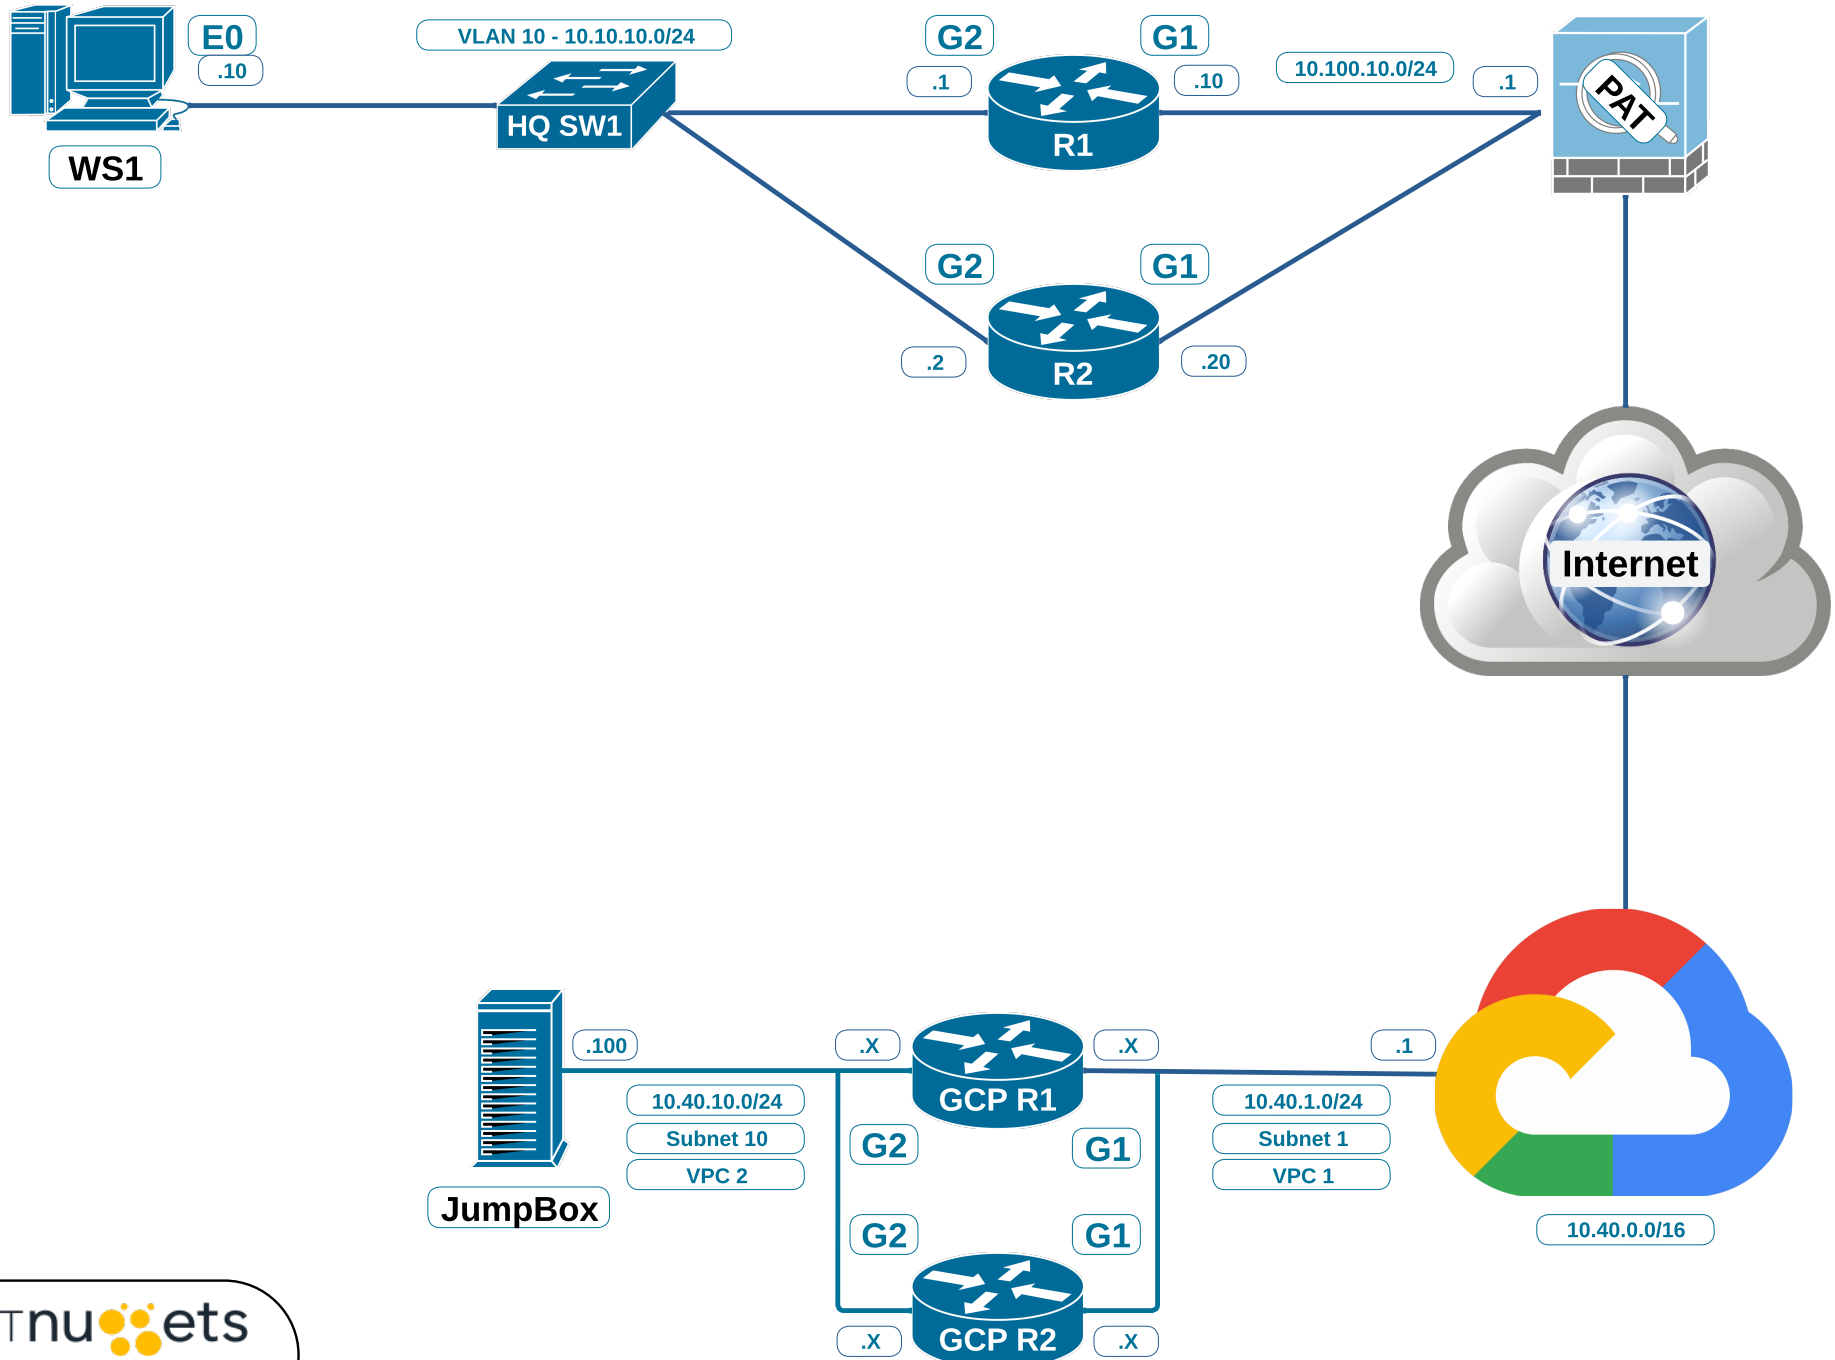 E0
.10
WS1
VLAN 10 - 10.10.10.0/24
HQ SW1
G2
.1
R1
G1
.10
10.100.10.0/24
.1
PAT
G2
.2
R2
G1
.20
Internet
JumpBox
.100
10.40.10.0/24
Subnet 10
VPC 2
.X
G2
GCP R1
.X
G1
10.40.1.0/24
Subnet 1
VPC 1
.1
10.40.0.0/16
G2
.X
GCP R2
G1
.X
Tnuggets